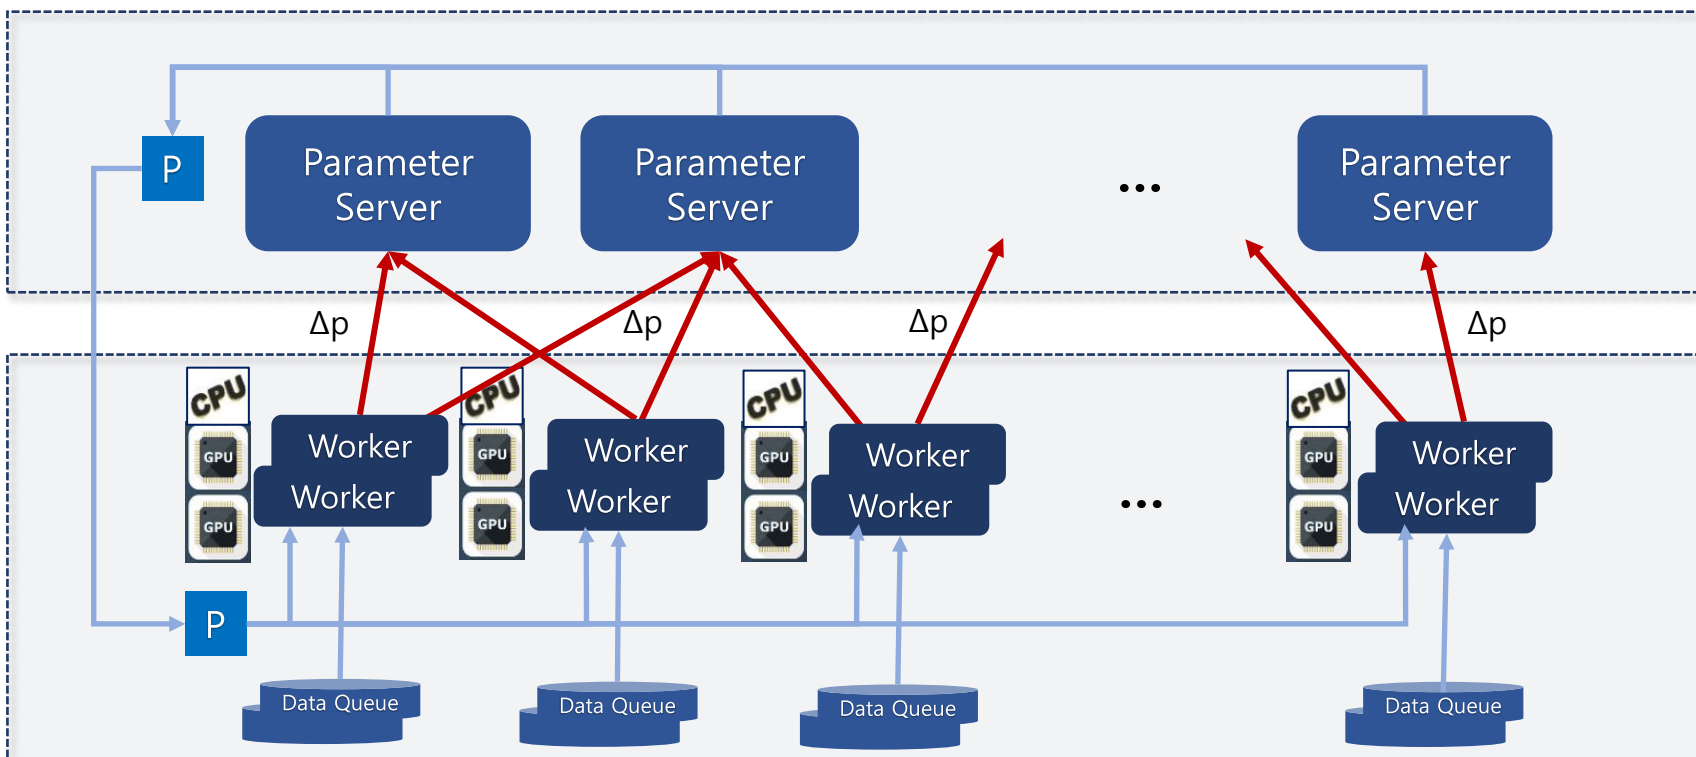 P
Parameter
Server
Parameter
Server
...
Parameter
Server
Δp
Δp
Δp
Δp
CPU
GPU
GPU
Worker
Worker
CPU
GPU
GPU
Worker
Worker
CPU
GPU
GPU
Worker
Worker
...
CPU
GPU
GPU
Worker
Worker
P
Data Queue
Data Queue
Data Queue
Data Queue